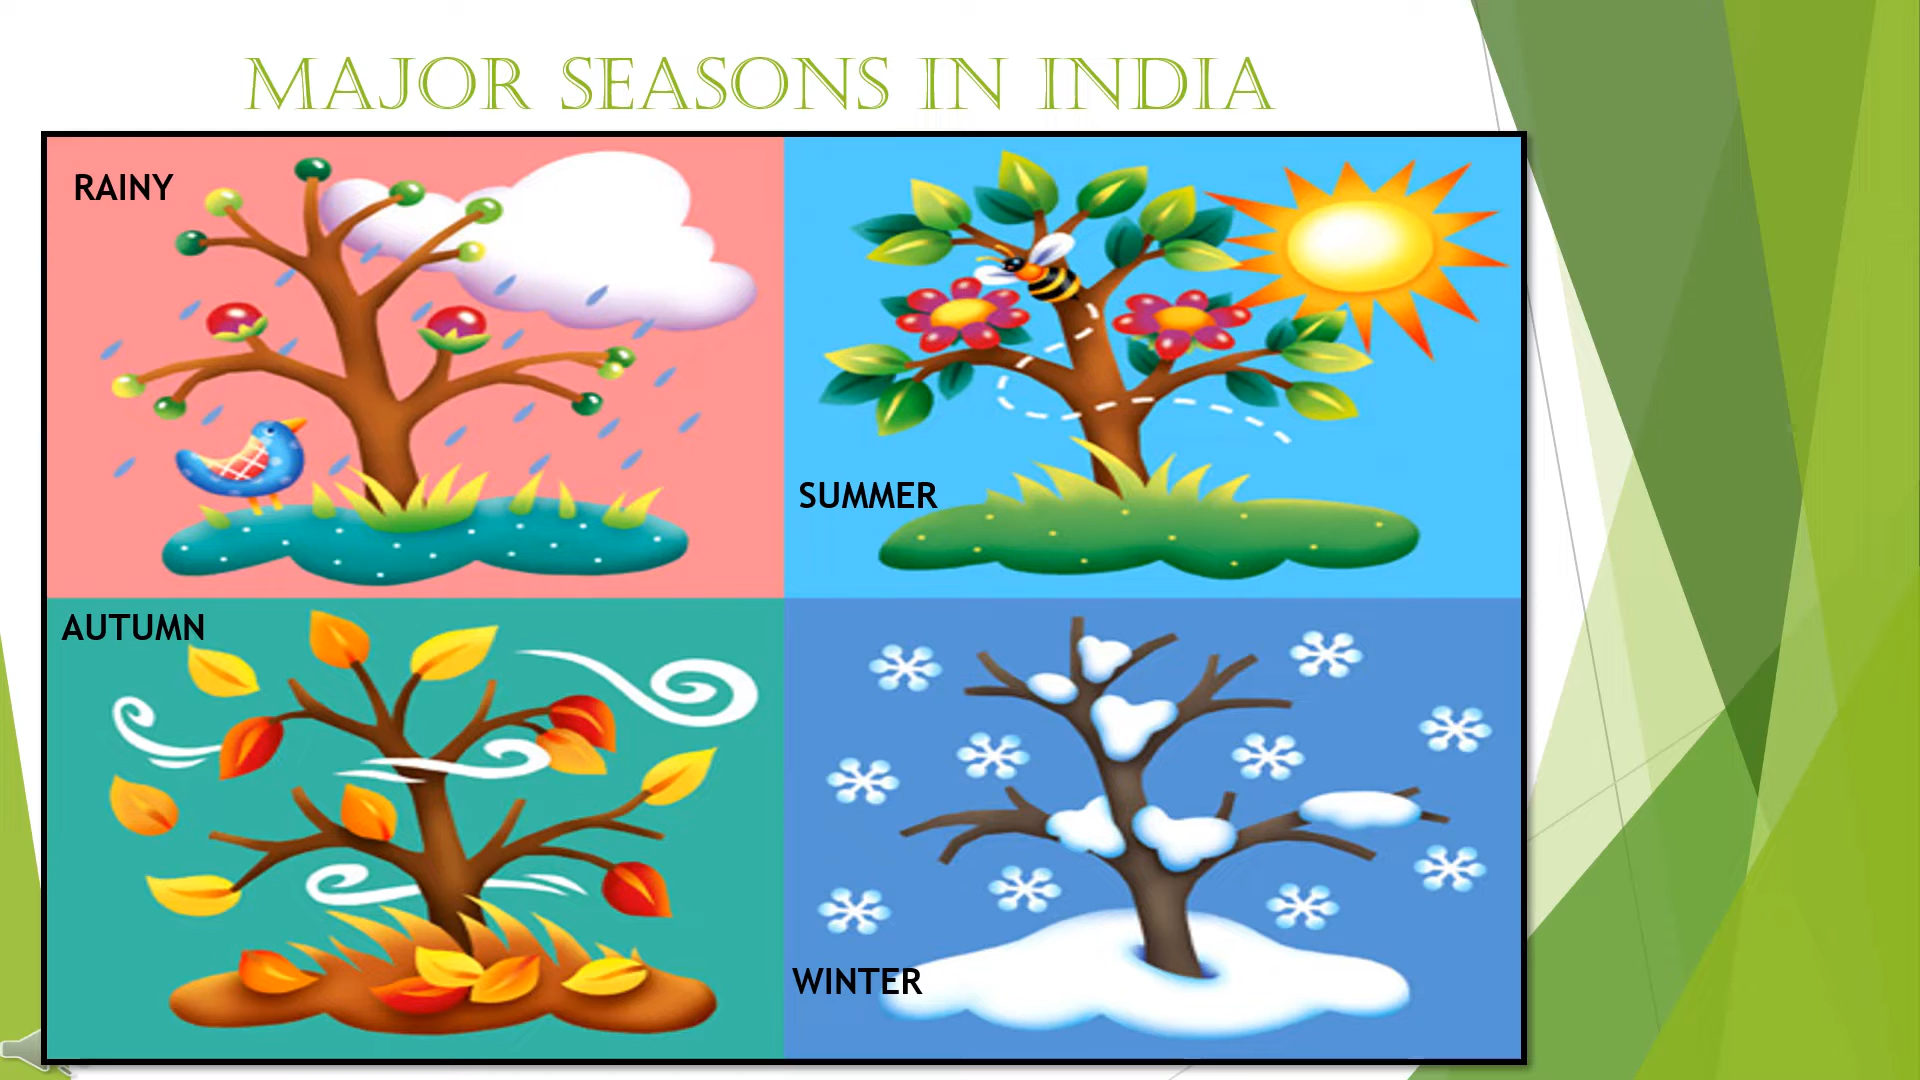 MAJOR SEASONS IN INDIA
RAINY
SUMMER
AUTUMN
WINTER